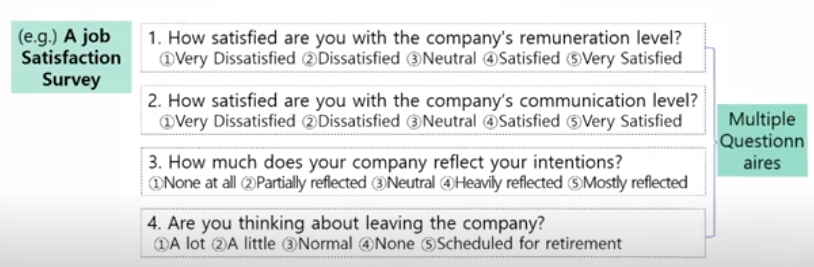 (e.g.) A job
Satisfaction
Survey
1. How satisfied are you with the company's remuneration level?
①Very Dissatisfied ②Dissatisfied ③Neutral ④Satisfied ⑤Very Satisfied
2. How satisfied are you with the company's communication level?
①Very Dissatisfied ②Dissatisfied ③Neutral ④Satisfied ⑤Very Satisfied
3. How much does your company reflect your intentions?
①None at all ②Partially reflected ③Neutral ④Heavily reflected ⑤Mostly reflected
4. Are you thinking about leaving the company?
①A lot ②A little ③Normal ④None ⑤Scheduled for retirement
Multiple
Questionn
aires